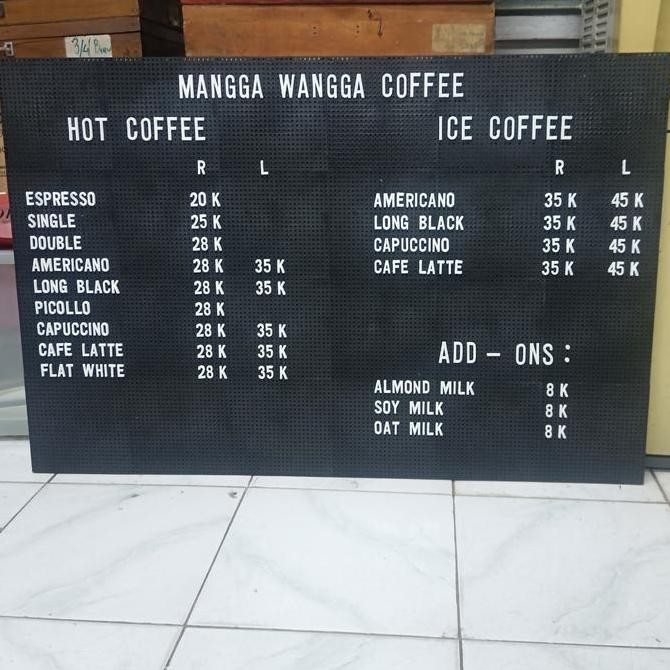 3/4 Brew
MANGGA WANGGA COFFEE
HOT COFFEE
R L
ESPRESSO 20 K
SINGLE 25 K
DOUBLE 28 K
AMERICANO 28 K 35 K
LONG BLACK 28 K 35 K
PICOLLO 28 K
CAPUCCINO 28 K 35 K
CAFE LATTE 28 K 35 K
FLAT WHITE 28 K 35 K
ICE COFFEE
R L
AMERICANO 35 K 45 K
LONG BLACK 35 K 45 K
CAPUCCINO 35 K 45 K
CAFE LATTE 35 K 45 K
ADD - ONS :
ALMOND MILK 8 K
SOY MILK 8 K
OAT MILK 8 K